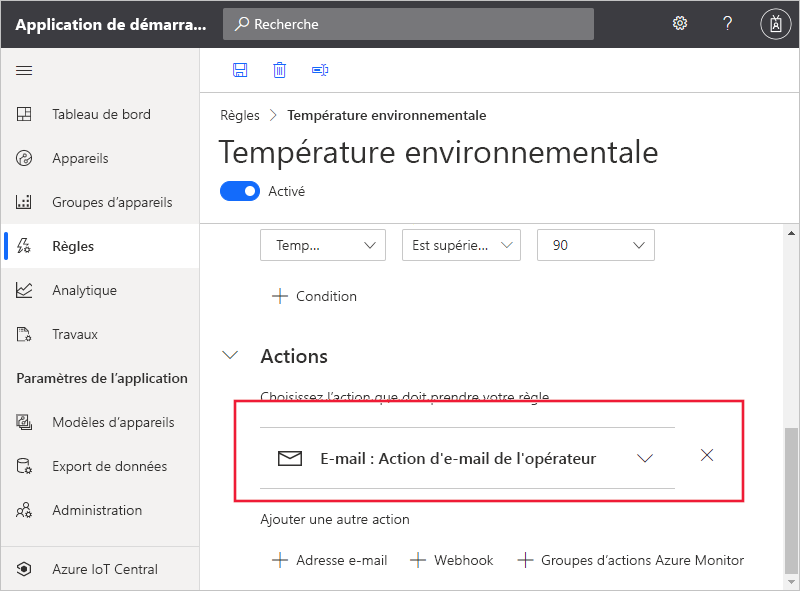 Application de démarra...
Recherche
?
Tableau de bord
Appareils
Groupes d'appareils
Règles
Analytique
Travaux
Paramètres de l'application
Modèles d'appareils
Export de données
Administration
Azure IoT Central
Règles > Température environnementale
Température environnementale
Activé
Temp... Est supérie... 90
+ Condition
Actions
Choisissez l'action que doit prendre votre règle
E-mail : Action d'e-mail de l'opérateur
Ajouter une autre action
+ Adresse e-mail + Webhook + Groupes d'actions Azure Monitor